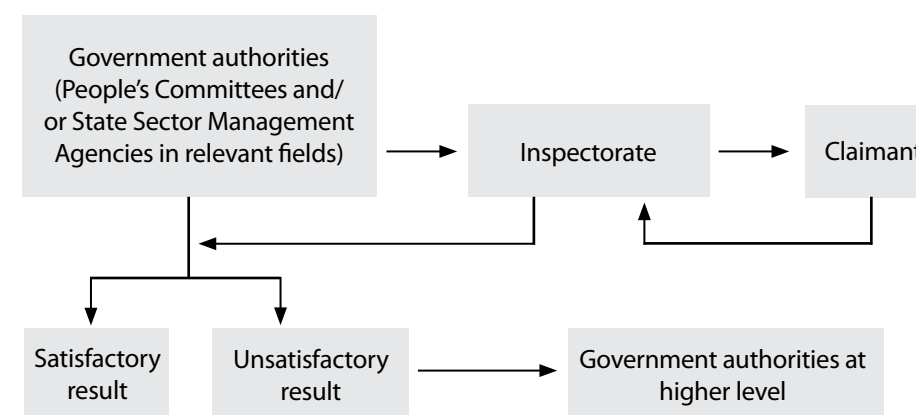 Government authorities
(People’s Committees and/
or State Sector Management
Agencies in relevant fields)
Inspectorate
Claimant
Satisfactory
result
Unsatisfactory
result
Government authorities at
higher level